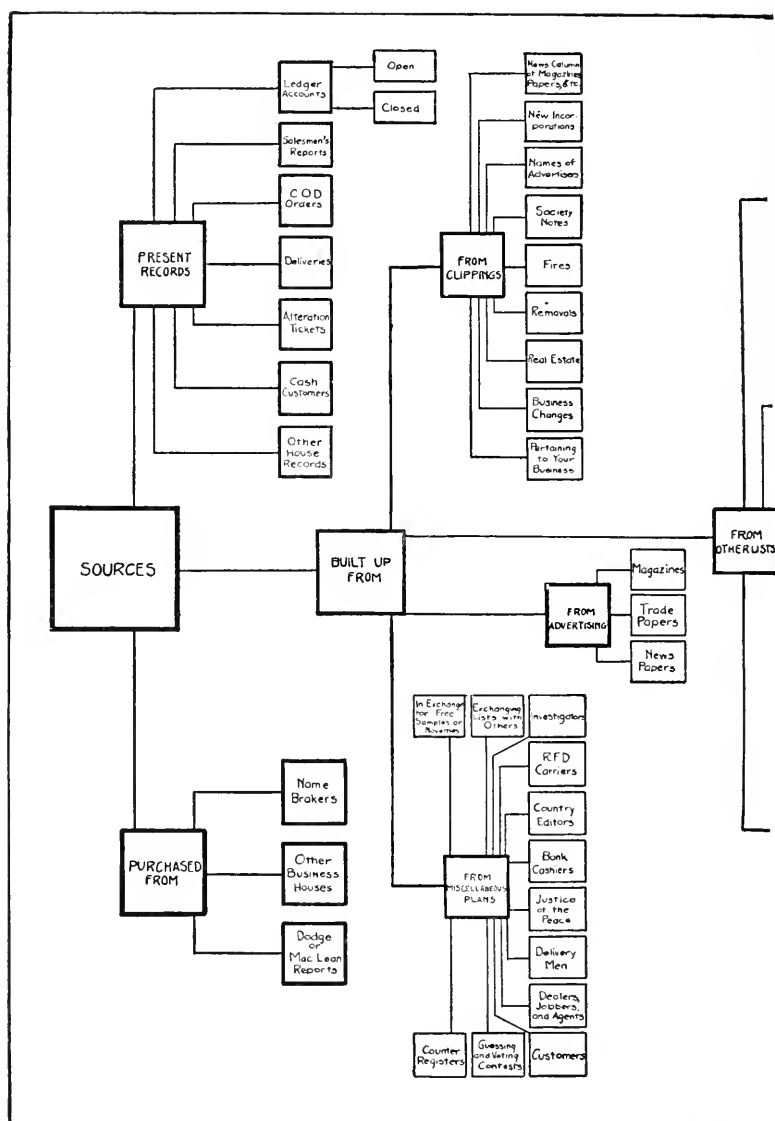 SOURCES
PRESENT
RECORDS
Ledger
Accounts
Open
Closed
Salesmen's
Reports
C O D
Orders
Deliveries
Alteration
Tickets
Cash
Customers
Other
House
Records
PURCHASED
FROM
Name
Brokers
Other
Business
Houses
Dodge
or
Mac Lean
Reports
BUILT UP
FROM
FROM
CLIPPINGS
News Column
of Magazines
Papers, & Etc.
New Incor-
porations
Names of
Advertisers
Society
Notes
Fires
Removals
Real Estate
Business
Changes
Pertaining
to Your
Business
FROM
OTHER LISTS
FROM
ADVERTISING
Magazines
Trade
Papers
News
Papers
FROM
MISCELLANEOUS
PLANS
In Exchange
for Free
Samples or
Novelties
Exchanging
Lists with
Others
Investigators
R.F.D
Carriers
Country
Editors
Bank
Cashiers
Justice
of the
Peace
Delivery
Men
Dealers,
Jobbers,
and Agents
Counter
Registers
Guessing
and Voting
Contests
Customers